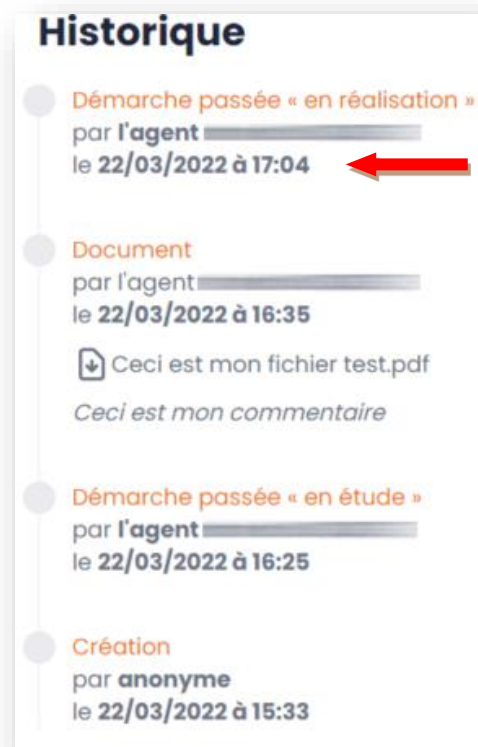 Historique
Démarche passée « en réalisation »
par l'agent
le 22/03/2022 à 17:04
Document
par l'agent
le 22/03/2022 à 16:35
Ceci est mon fichier test.pdf
Ceci est mon commentaire
Démarche passée « en étude »
par l'agent
le 22/03/2022 à 16:25
Création
par anonyme
le 22/03/2022 à 15:33